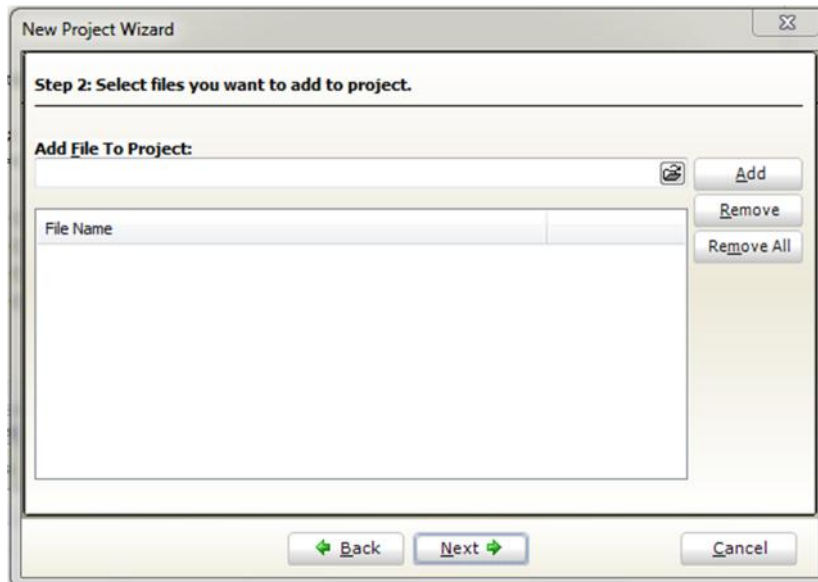 New Project Wizard
Step 2: Select files you want to add to project.
Add File To Project:
Add
Remove
File Name
Remove All
Back
Next
Cancel